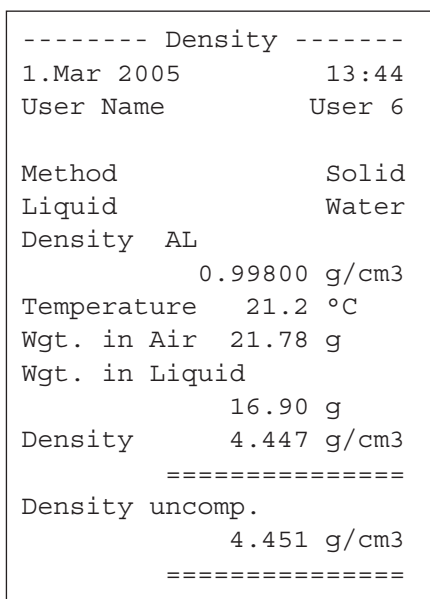 -------- Density -------
1.Mar 2005         13:44
User Name         User 6
Method             Solid
Liquid             Water
Density  AL
           0.99800 g/cm3
Temperature   21.2 °C
Wgt. in Air  21.78 g
Wgt. in Liquid
             16.90 g
Density      4.447 g/cm3
         ===============
Density uncomp.
             4.451 g/cm3
         ===============